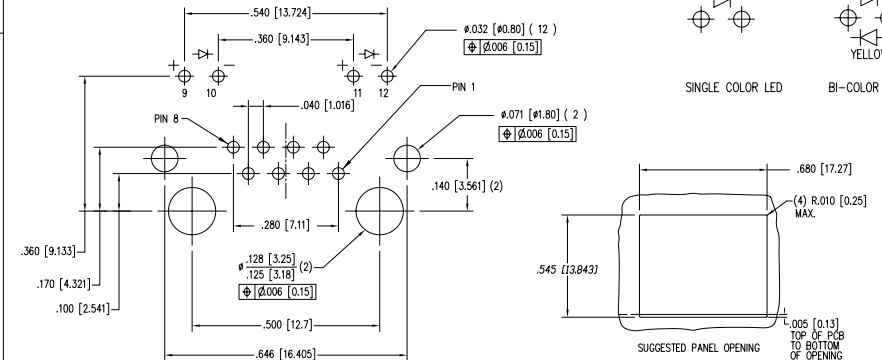 .540 [13.724]
.360 [9.143]
ø.032 [ø0.80] ( 12 )
⌖ Ø.006 [0.15]
+ − + −
9 10 11 12
.040 [1.016]
PIN 1
PIN 8
ø.071 [ø1.80] ( 2 )
⌖ Ø.006 [0.15]
.140 [3.561] (2)
.280 [7.11]
.360 [9.133]
.170 [4.321]
.100 [2.541]
ø .128 [3.25]
.125 [3.18] (2)
⌖ Ø.006 [0.15]
.500 [12.7]
.646 [16.405]
YELLOW
SINGLE COLOR LED
BI-COLOR
.680 [17.27]
(4) R.010 [0.25]
MAX.
.545 [13.843]
.005 [0.13]
TOP OF PCB
TO BOTTOM
OF OPENING
SUGGESTED PANEL OPENING